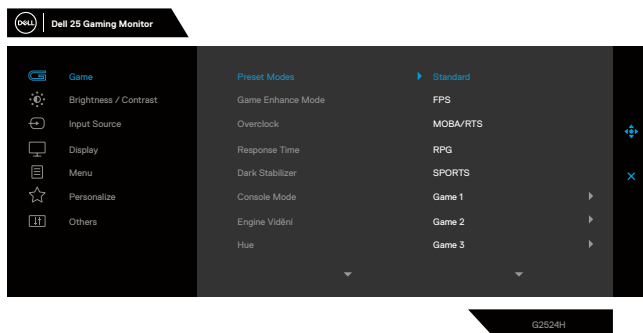 DELL
Dell 25 Gaming Monitor
Game
Preset Modes
Standard
Brightness / Contrast
Game Enhance Mode
FPS
Input Source
Overclock
MOBA/RTS
Display
Response Time
RPG
Menu
Dark Stabilizer
SPORTS
Personalize
Console Mode
Game 1
Others
Engine Vidění
Game 2
Hue
Game 3
G2524H